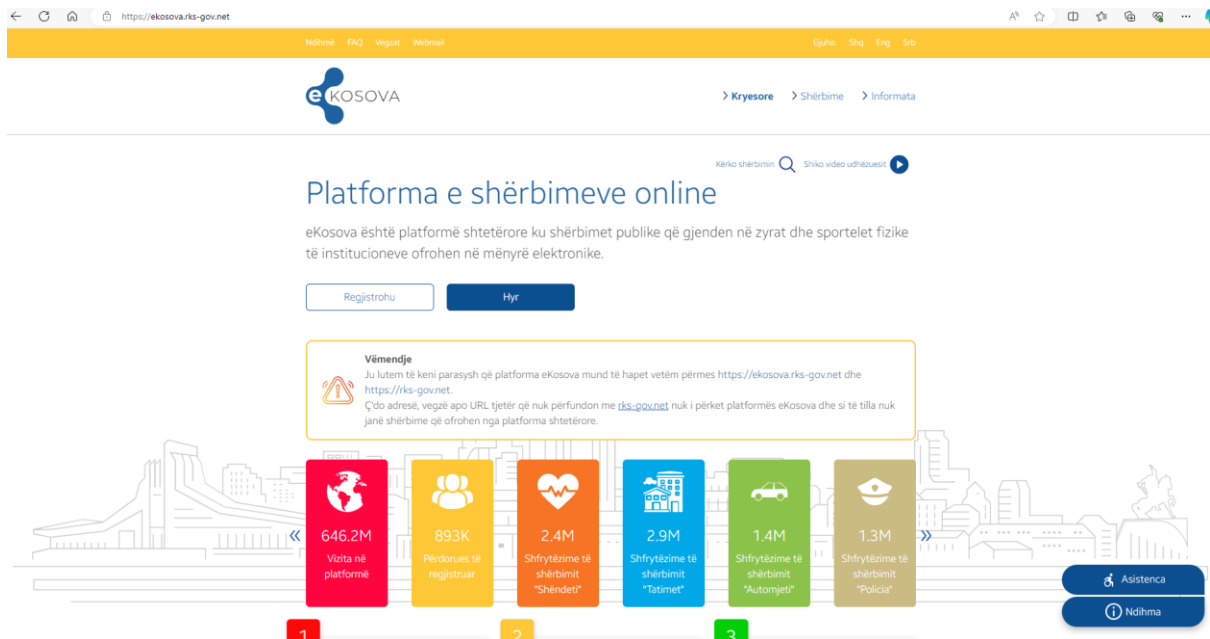 https://ekosova.rks-gov.net
Ndihmë FAQ Vegzat Webmail
Gjuha: Shq Eng Srb
eKOSOVA
Kryesore Shërbime Informata
Kërko shërbimin Shiko video udhëzuesit
Platforma e shërbimeve online
eKosova është platformë shtetërore ku shërbimet publike që gjenden në zyrat dhe sportelet fizike
të institucioneve ofrohen në mënyrë elektronike.
Regjistrohu Hyr
Vëmendje
Ju lutem të keni parasysh që platforma eKosova mund të hapet vetëm përmes https://ekosova.rks-gov.net dhe
https://rks-gov.net.
Ç'do adresë, vegzë apo URL tjetër që nuk përfundon me rks-gov.net nuk i përket platformës eKosova dhe si të tilla nuk
janë shërbime që ofrohen nga platforma shtetërore.
646.2M 893K 2.4M 2.9M 1.4M 1.3M
Vizita në Përdorues të Shfrytëzime të Shfrytëzime të Shfrytëzime të Shfrytëzime të
platformë regjistruar shërbimit shërbimit shërbimit shërbimit
"Shëndeti" "Tatimet" "Automjeti" "Policia"
Asistenca
Ndihma
1 2 3